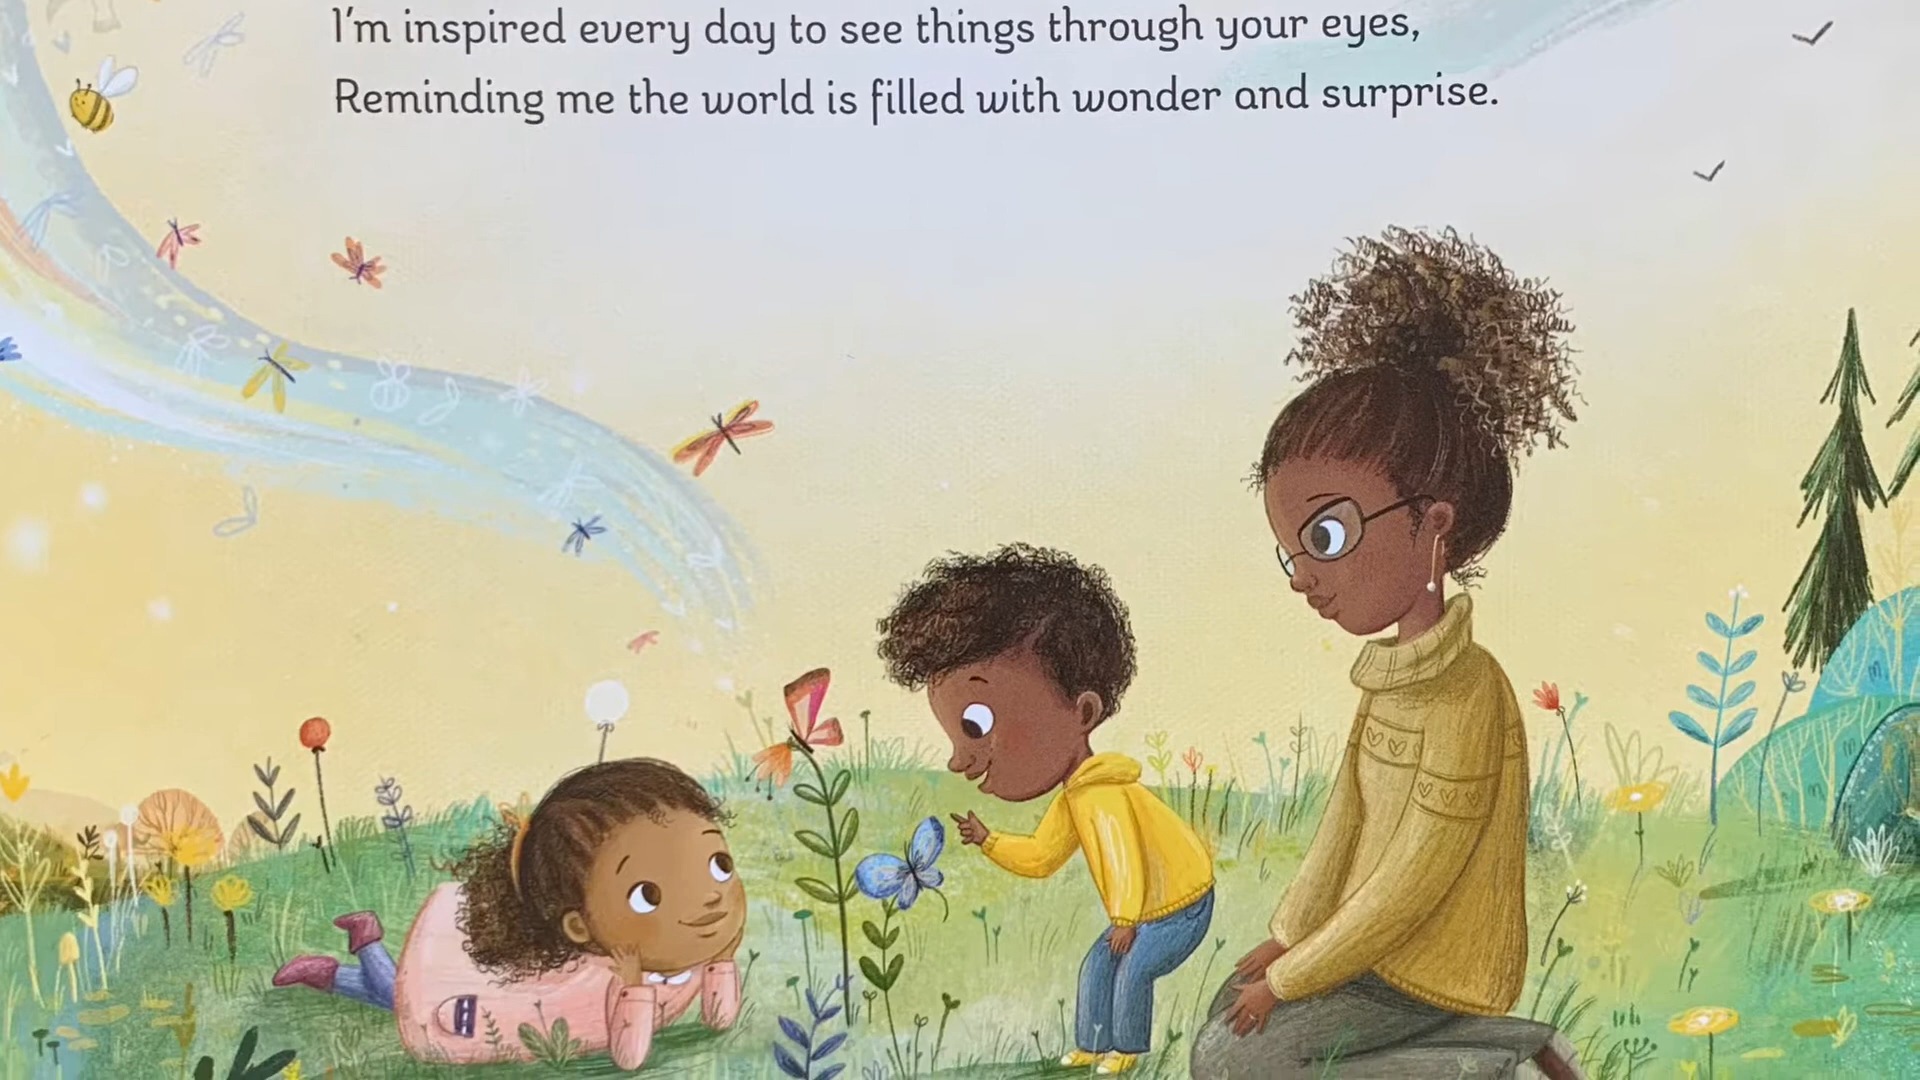 I'm inspired every day to see things through your eyes,
Reminding me the world is filled with wonder and surprise.